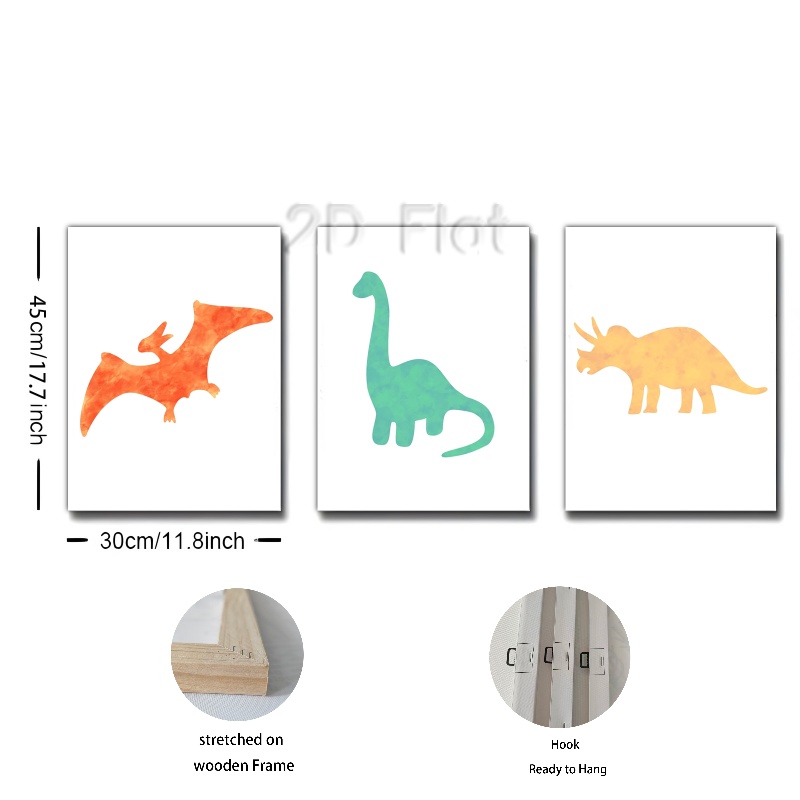 2D Flat
45cm/17.7inch
30cm/11.8inch
stretched on
wooden Frame
Hook
Ready to Hang